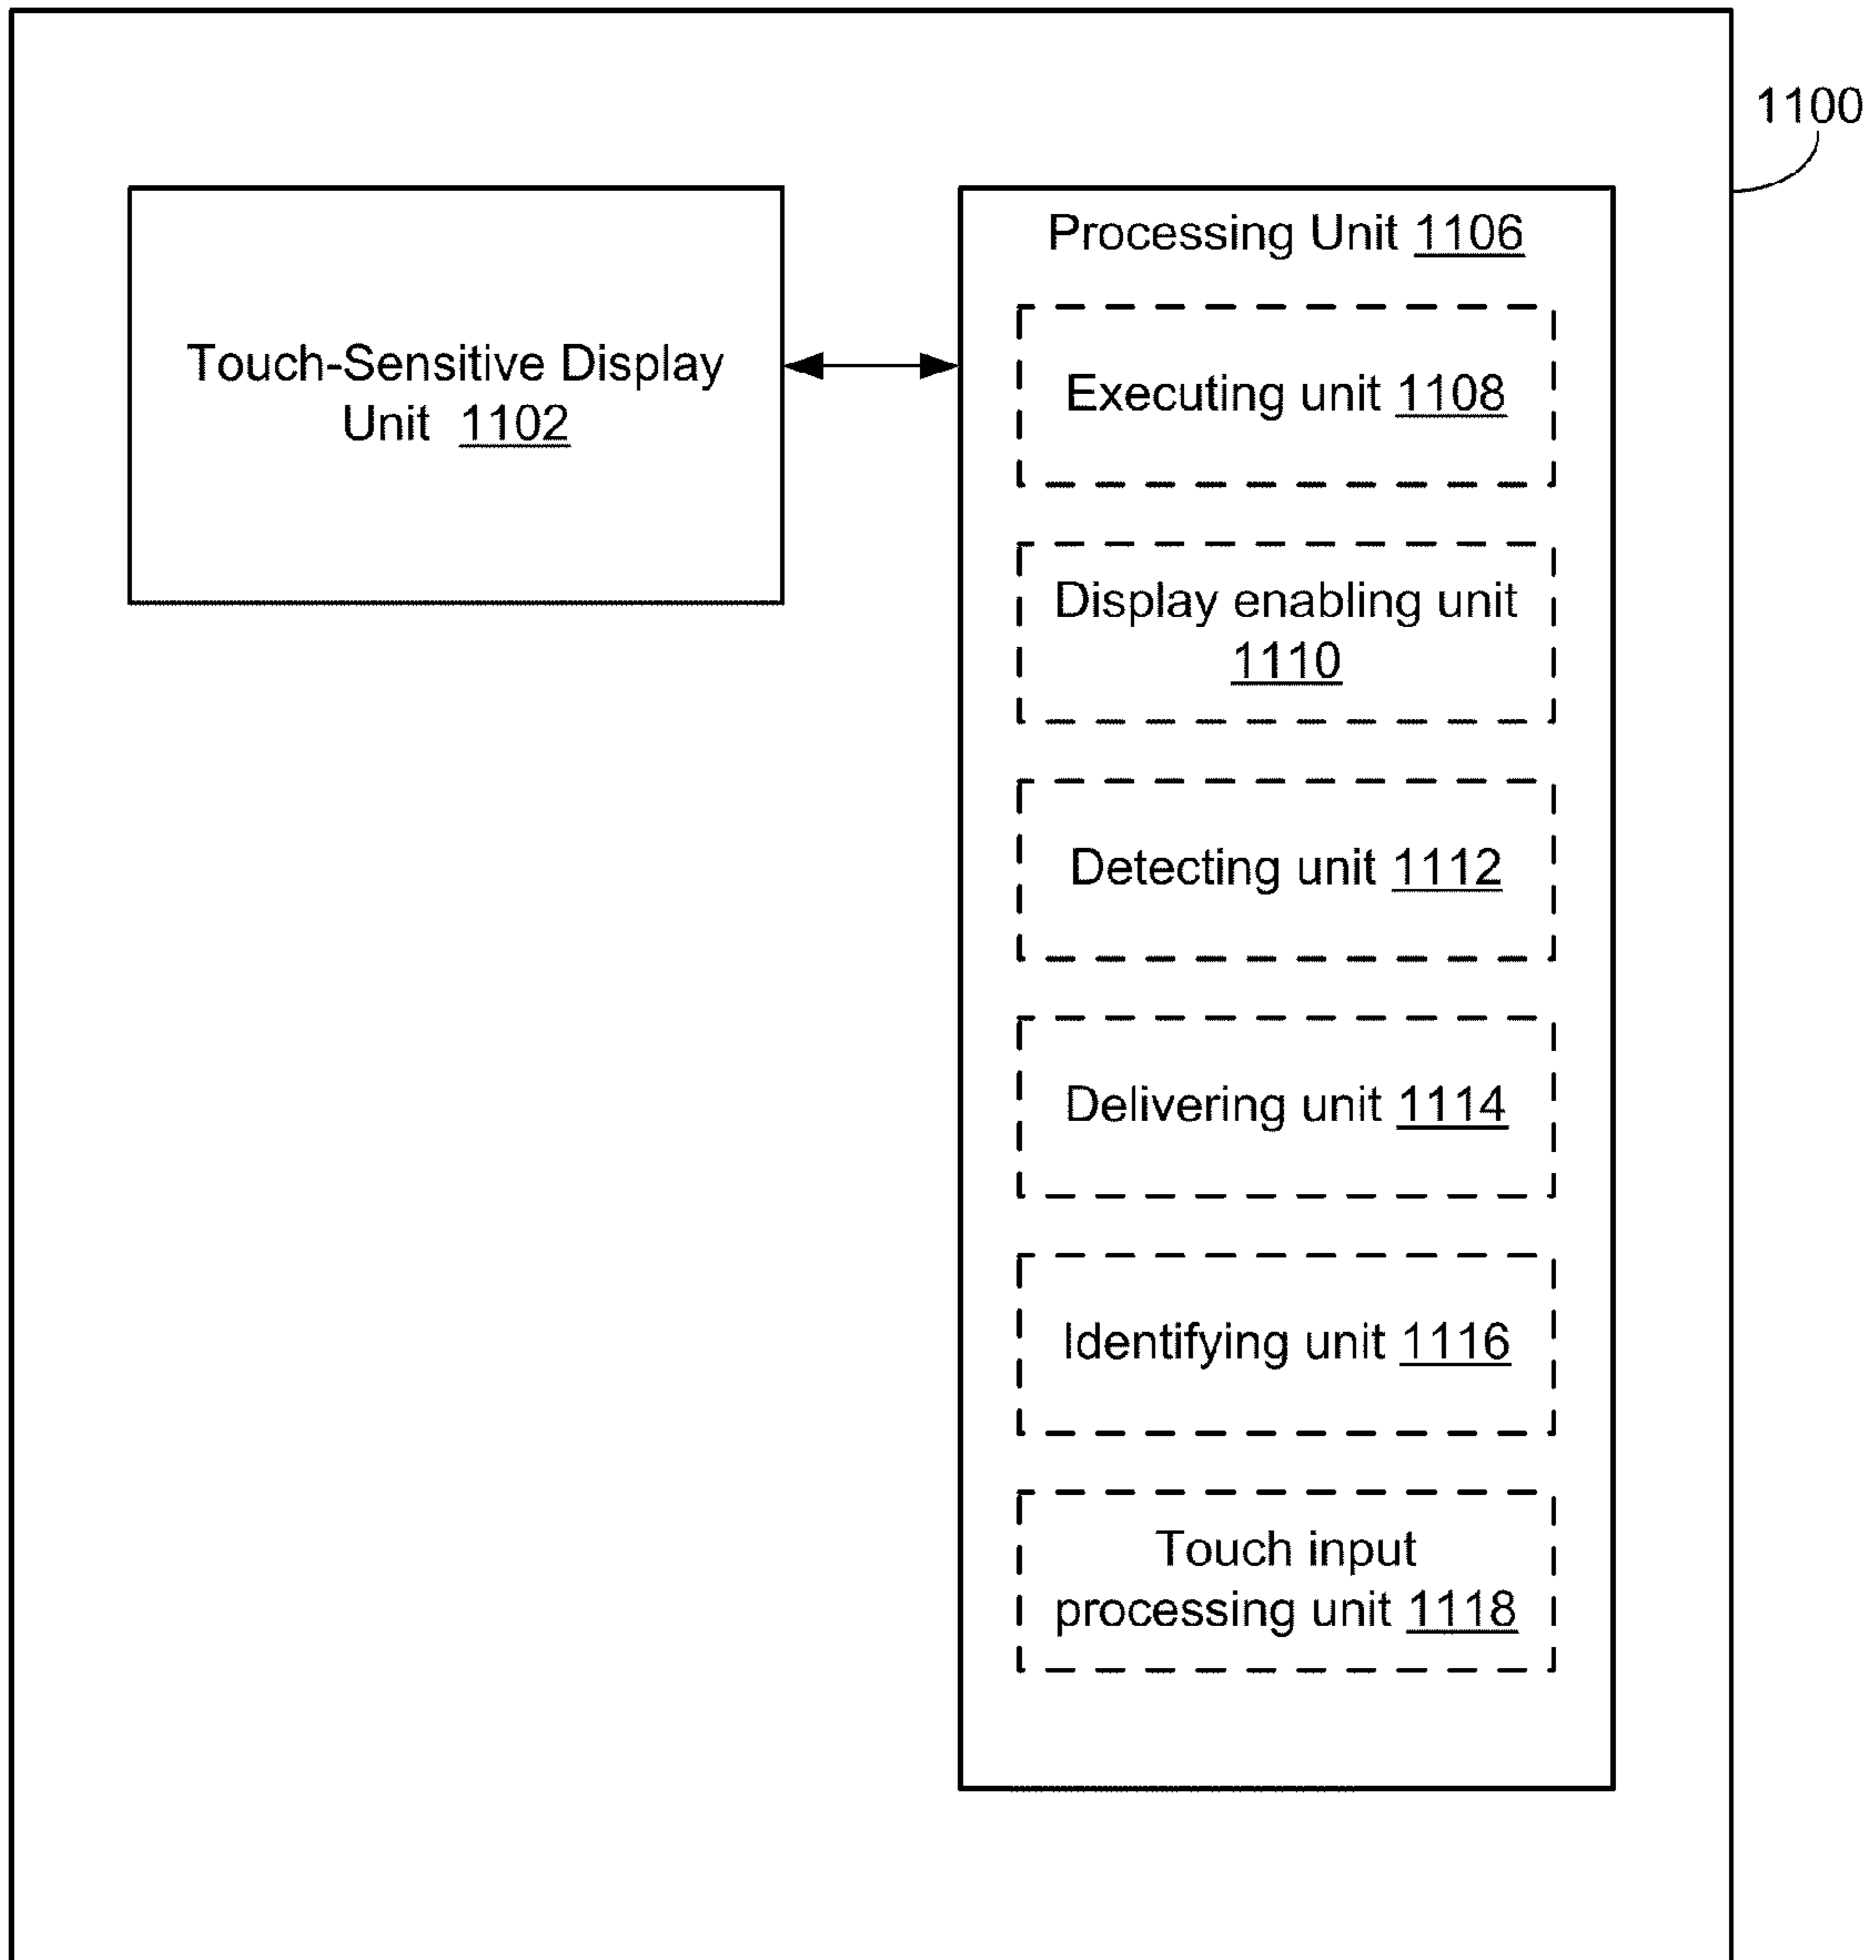 1100
Touch-Sensitive Display
Unit 1102
Processing Unit 1106
Executing unit 1108
Display enabling unit
1110
Detecting unit 1112
Delivering unit 1114
Identifying unit 1116
Touch input
processing unit 1118